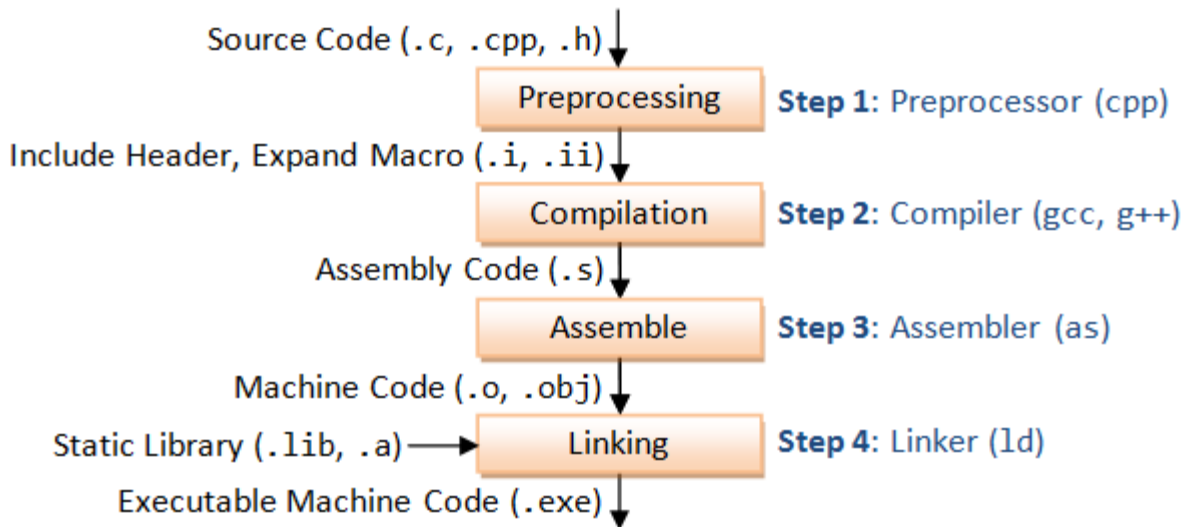 Source Code (.c, .cpp, .h)
Preprocessing
Step 1: Preprocessor (cpp)
Include Header, Expand Macro (.i, .ii)
Compilation
Step 2: Compiler (gcc, g++)
Assembly Code (.s)
Assemble
Step 3: Assembler (as)
Machine Code (.o, .obj)
Static Library (.lib, .a)
Linking
Step 4: Linker (ld)
Executable Machine Code (.exe)